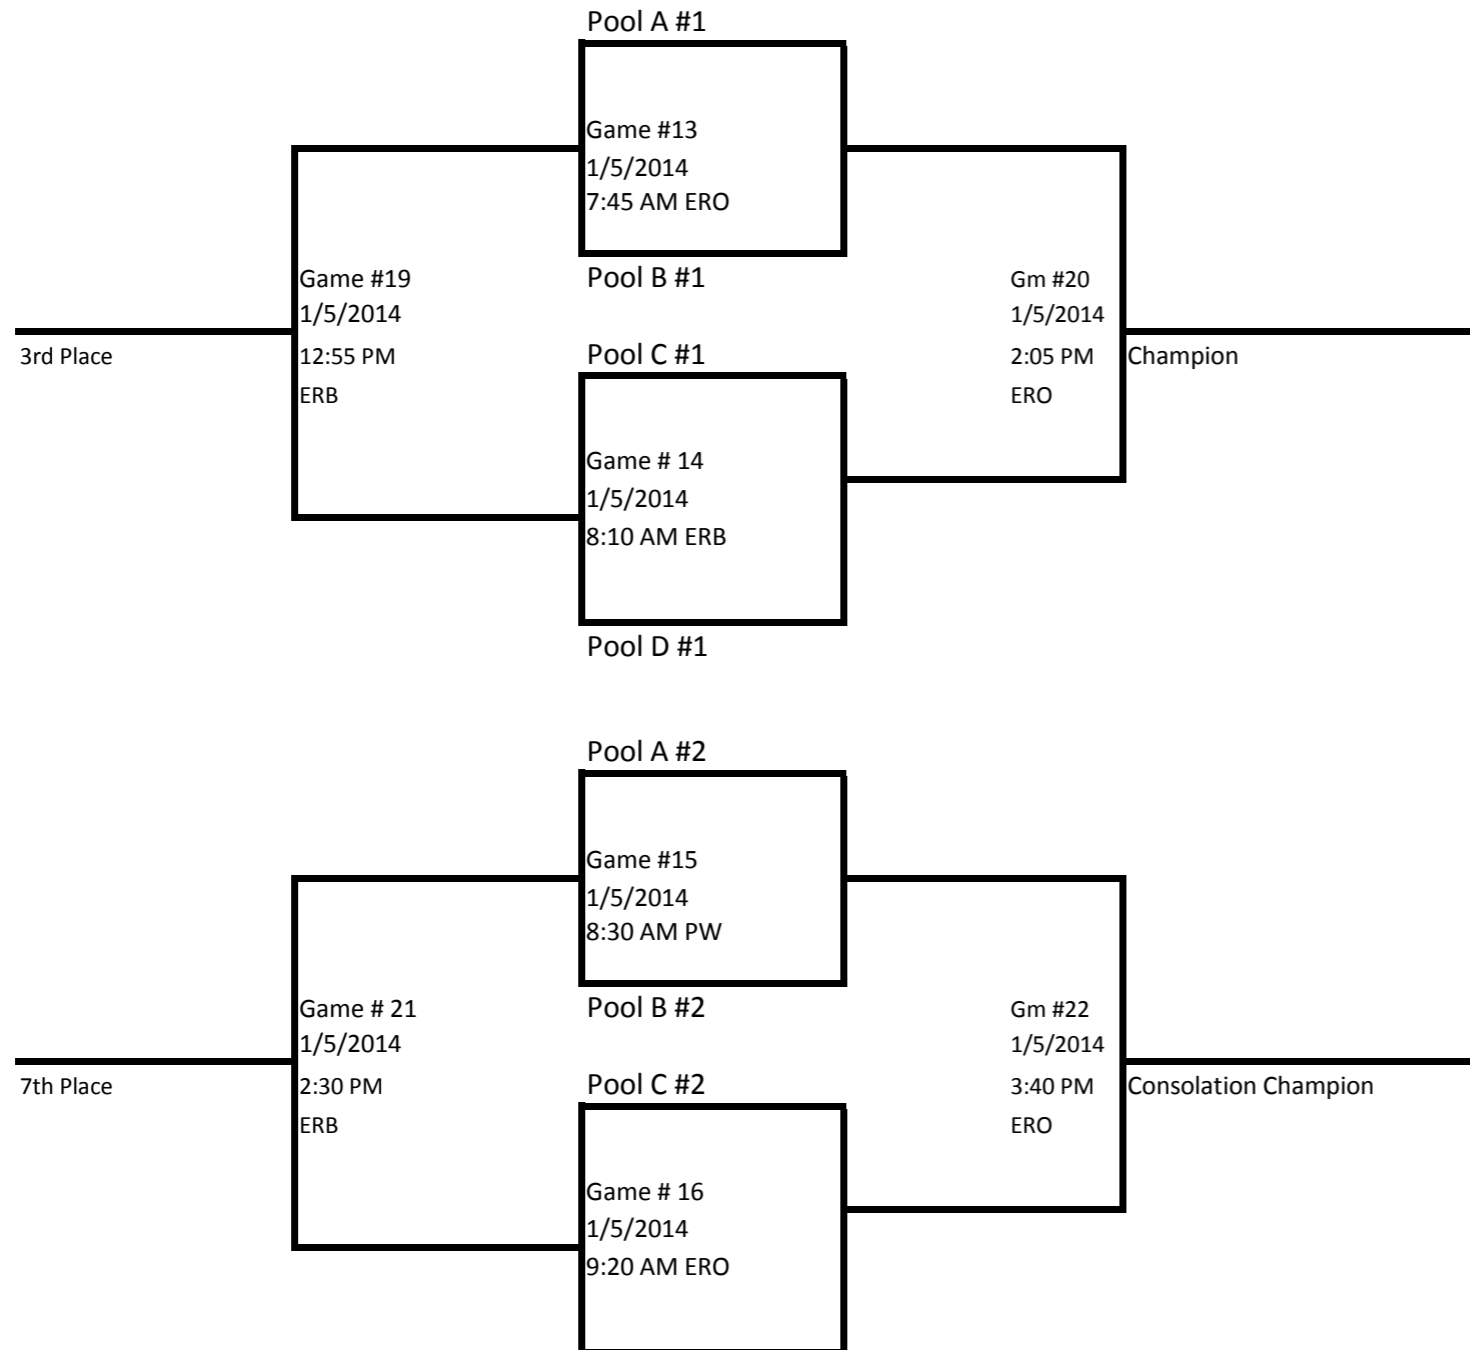 Pool A #1
Game #13
1/5/2014
7:45 AM ERO
Pool B #1
Game #19
1/5/2014
12:55 PM
ERB
3rd Place
Gm #20
1/5/2014
2:05 PM
ERO
Champion
Pool C #1
Game # 14
1/5/2014
8:10 AM ERB
Pool D #1
Pool A #2
Game #15
1/5/2014
8:30 AM PW
Pool B #2
Game # 21
1/5/2014
2:30 PM
ERB
7th Place
Gm #22
1/5/2014
3:40 PM
ERO
Consolation Champion
Pool C #2
Game # 16
1/5/2014
9:20 AM ERO